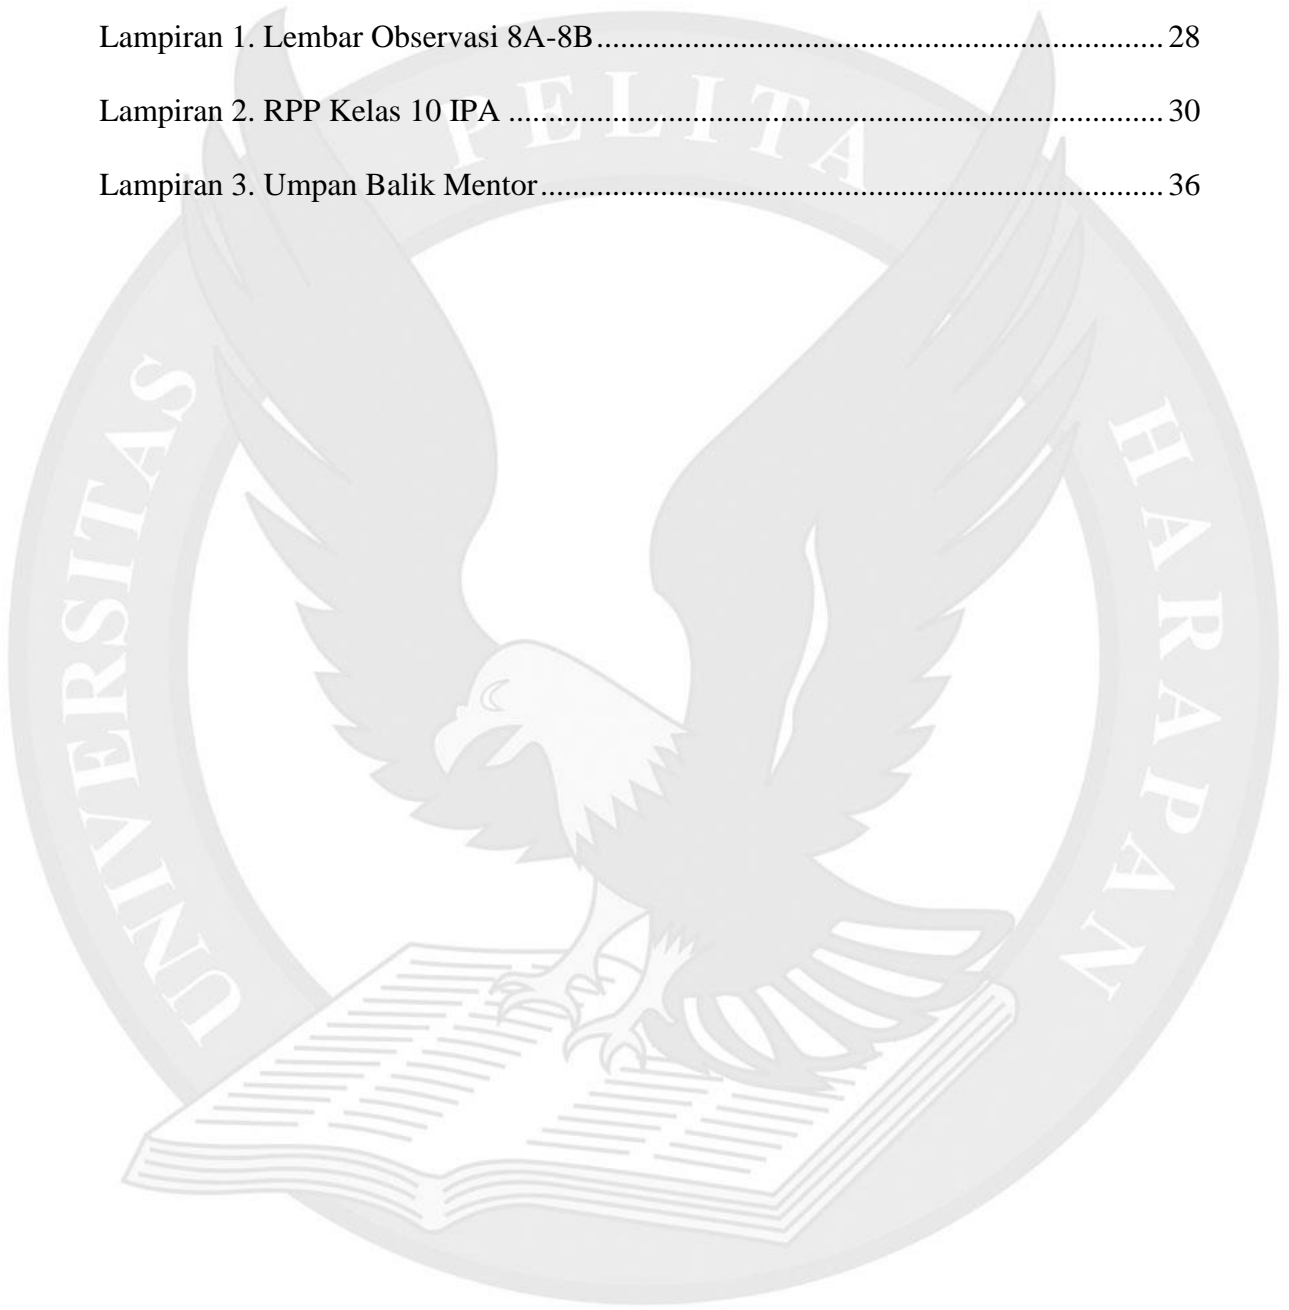 Lampiran 1. Lembar Observasi 8A-8B....................................................................... 28
Lampiran 2. RPP Kelas 10 IPA .................................................................................. 30
Lampiran 3. Umpan Balik Mentor.............................................................................. 36
UNIVERSITAS PELITA HARAPAN